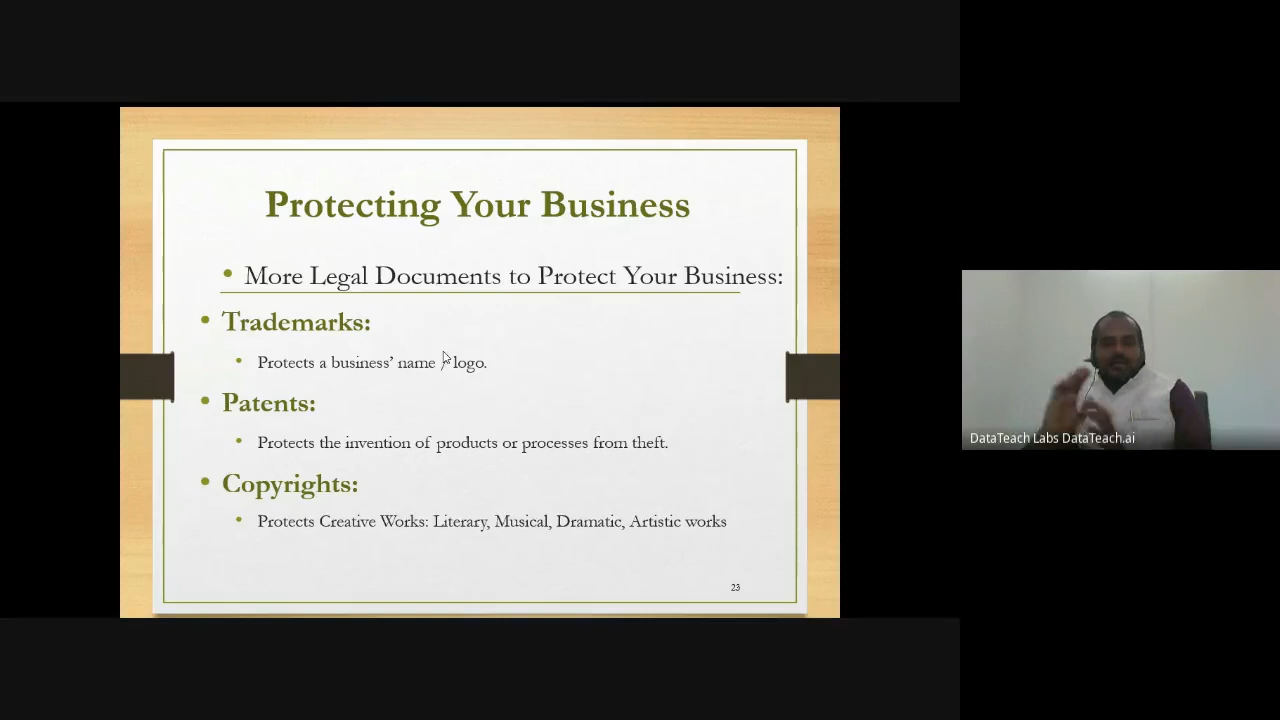 Protecting Your Business
• More Legal Documents to Protect Your Business:
• Trademarks:
• Protects a business’ name / logo.
• Patents:
• Protects the invention of products or processes from theft.
• Copyrights:
• Protects Creative Works: Literary, Musical, Dramatic, Artistic works
23
DataTeach Labs DataTeach.ai